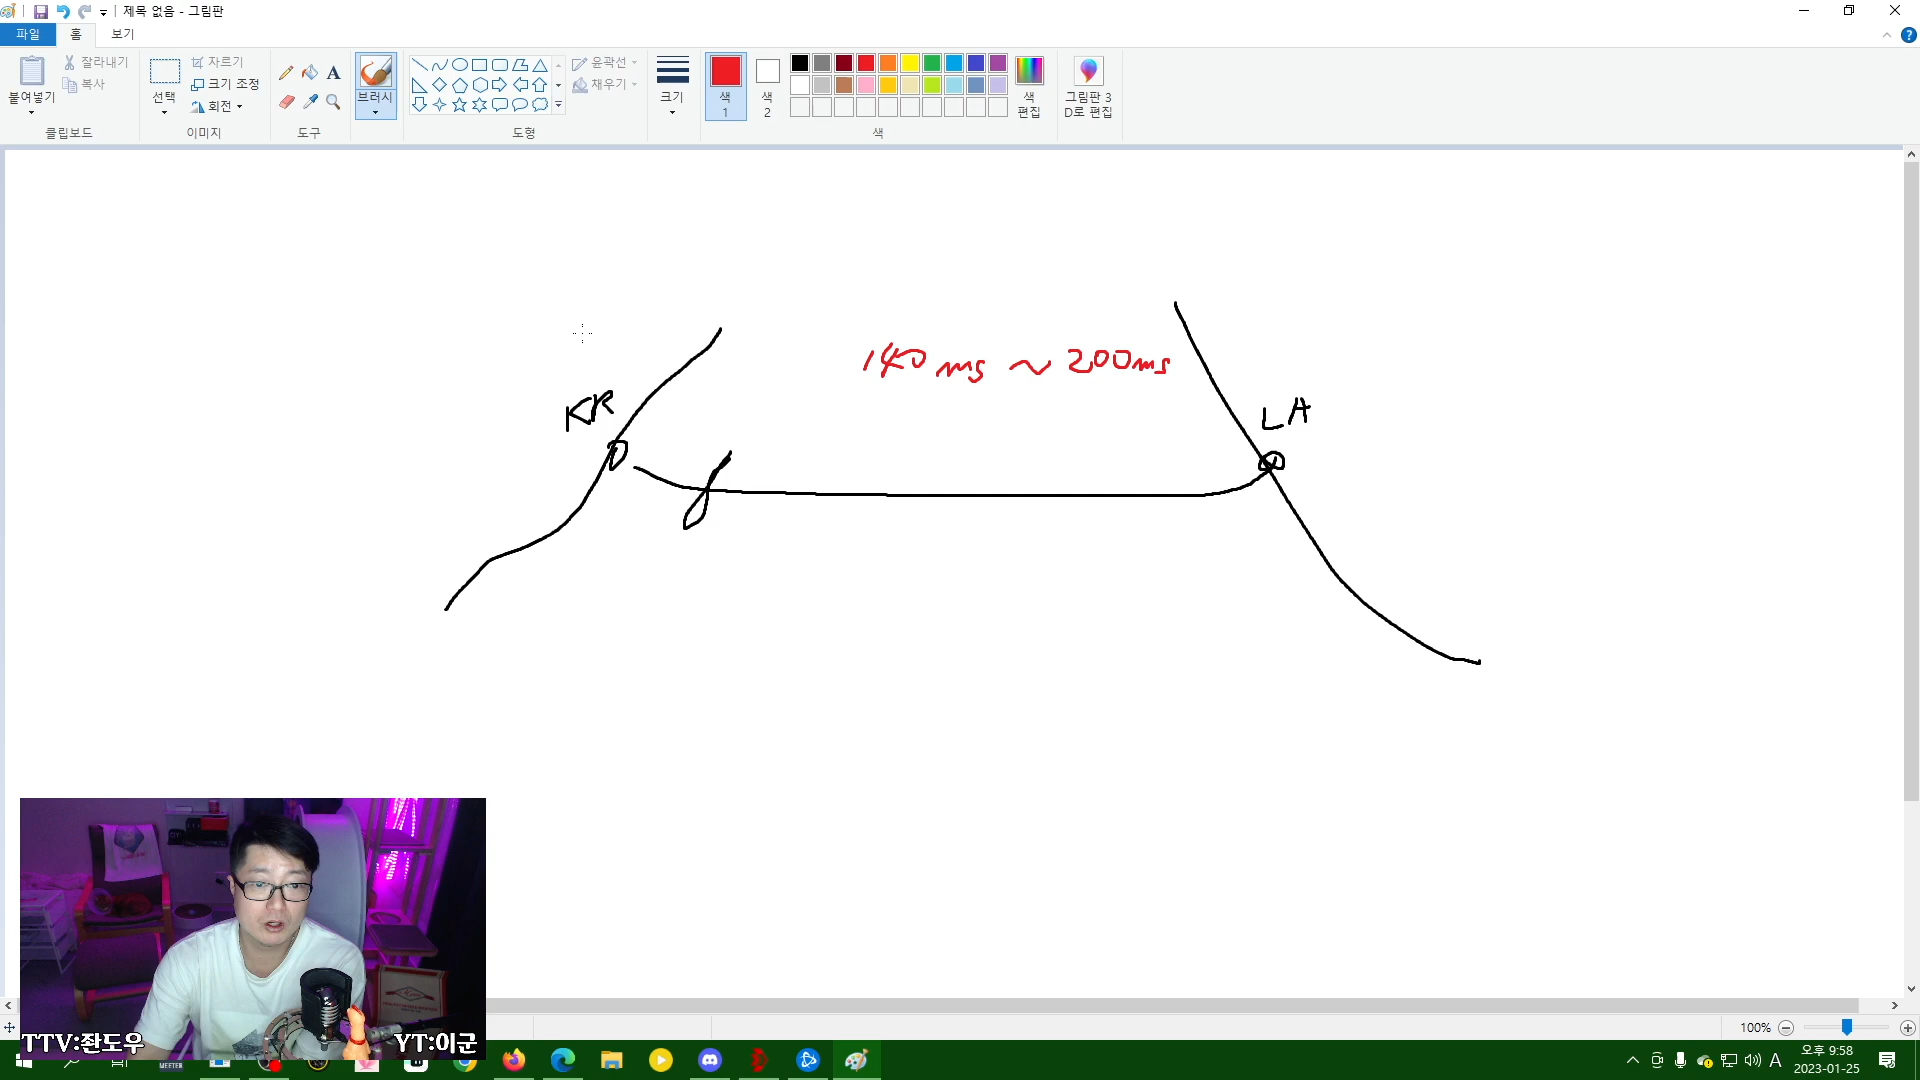 제목 없음 - 그림판
파일 홈 보기
붙여넣기
잘라내기
복사
클립보드
선택
자르기
크기 조정
회전
이미지
A
도구
브러시
윤곽선
채우기
도형
크기
색
1
색
2
색
편집
색
그림판 3
D로 편집
140ms ~ 200ms
KR
LA
TTV:좐도우 YT:이군
100%
MEETER
A
오후 9:58
2023-01-25